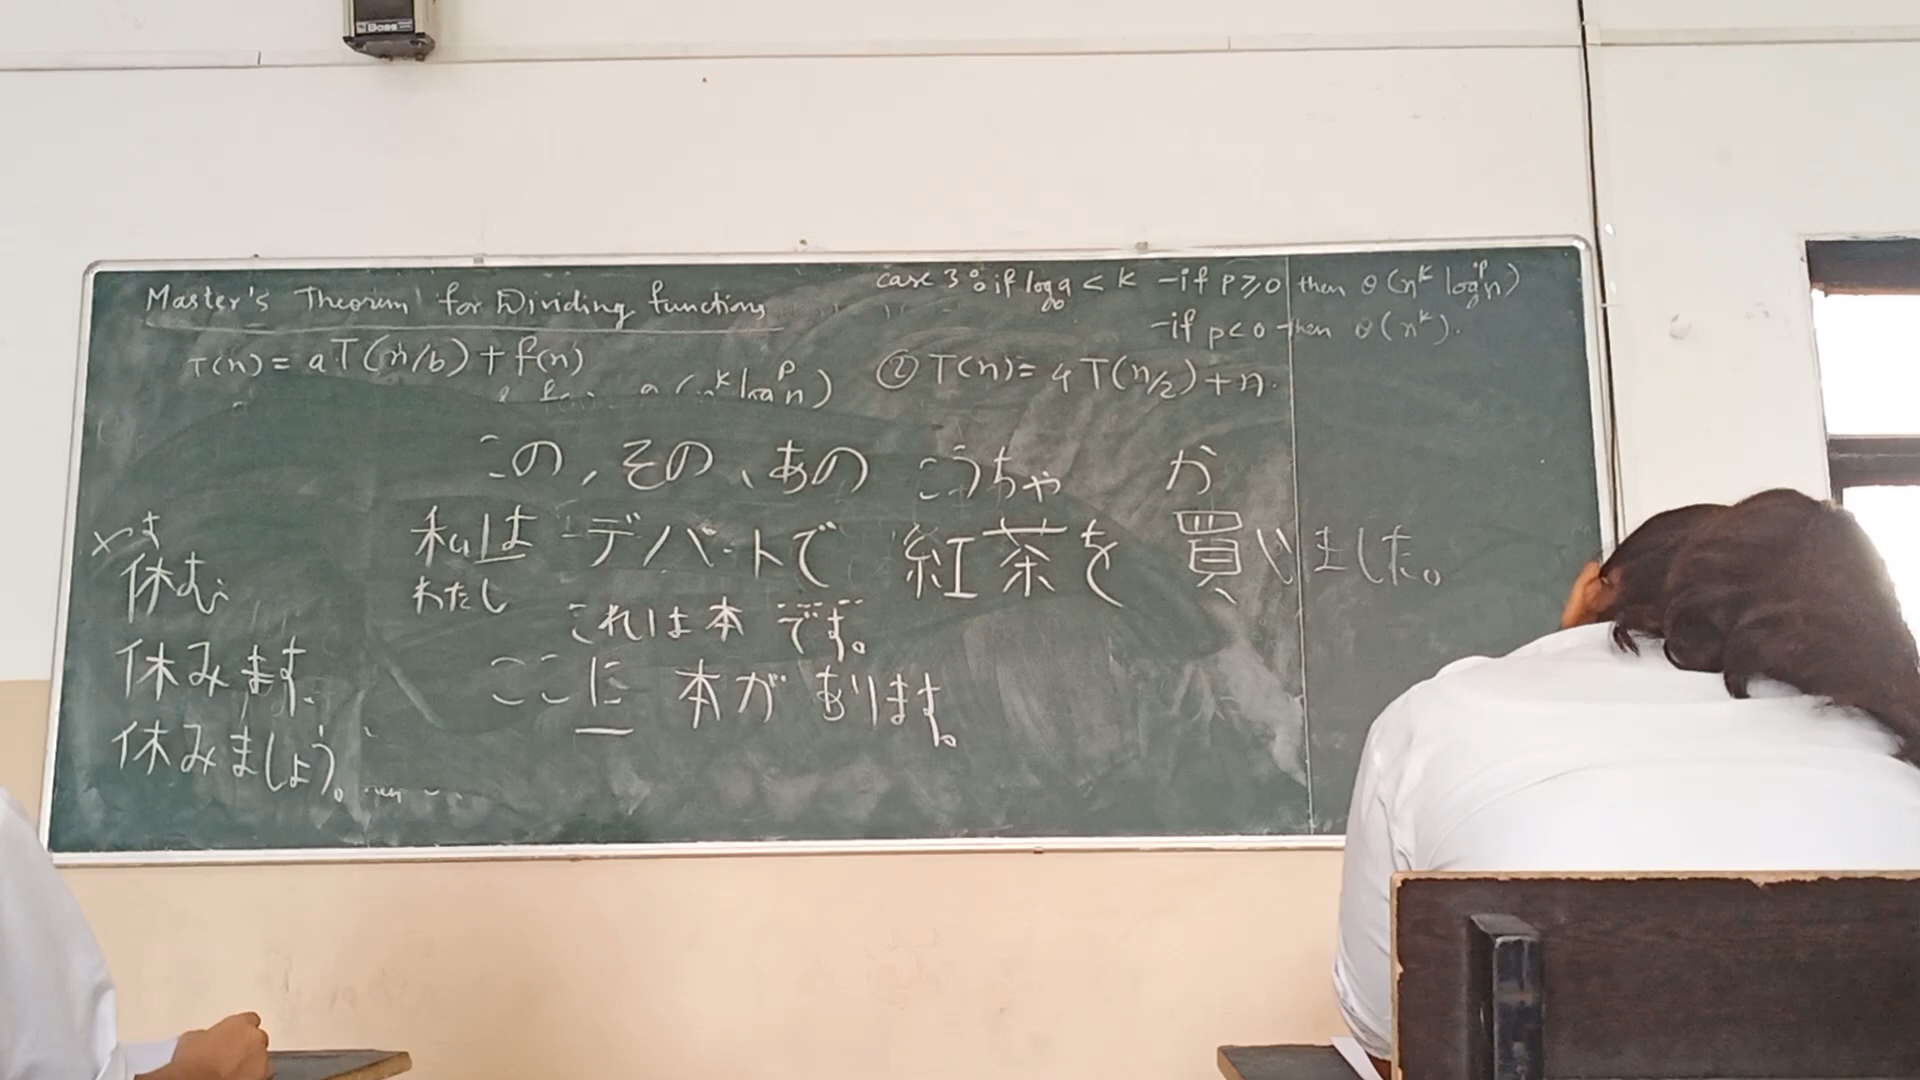 Boss
Master's Theorem for Dividing functions
T(n) = aT(n/b) + f(n)
(n^k log^p n)
case 3: if log_b a < k - if p ≥ 0 then θ(n^k log^p n)
- if p < 0 then θ(n^k).
② T(n) = 4T(n/2) + n.
この,その、あの こうちゃ か
私は デパートで 紅茶を 買いました。
わたし
これは本 です。
ここに 本が あります。
やす
休む
休みます.
休みましょう。